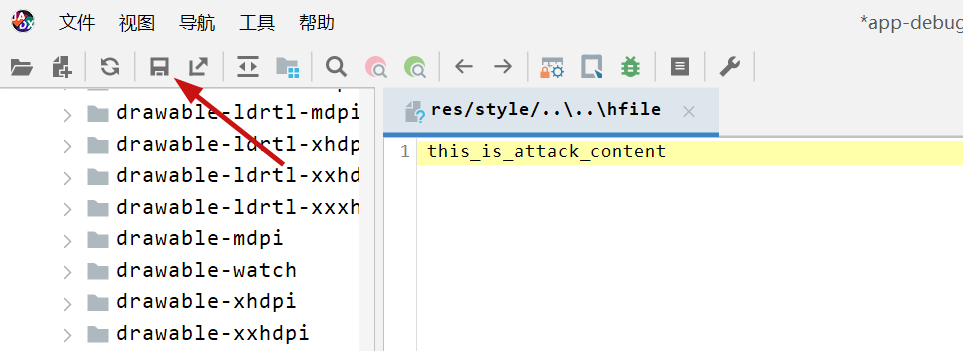 文件 视图 导航 工具 帮助 *app-debug
drawable-ldrtl-mdpi
drawable-ldrtl-xhdp
drawable-ldrtl-xxhd
drawable-ldrtl-xxxh
drawable-mdpi
drawable-watch
drawable-xhdpi
drawable-xxhdpi
res/style/..\..\hfile
1 this_is_attack_content